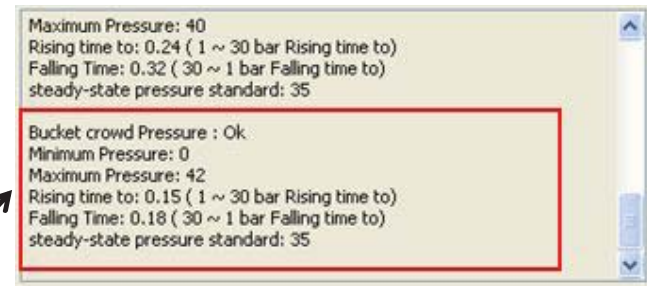 Maximum Pressure: 40
Rising time to: 0.24 ( 1 ~ 30 bar Rising time to)
Falling Time: 0.32 ( 30 ~ 1 bar Falling time to)
steady-state pressure standard: 35
Bucket crowd Pressure : Ok
Minimum Pressure: 0
Maximum Pressure: 42
Rising time to: 0.15 ( 1 ~ 30 bar Rising time to)
Falling Time: 0.18 ( 30 ~ 1 bar Falling time to)
steady-state pressure standard: 35